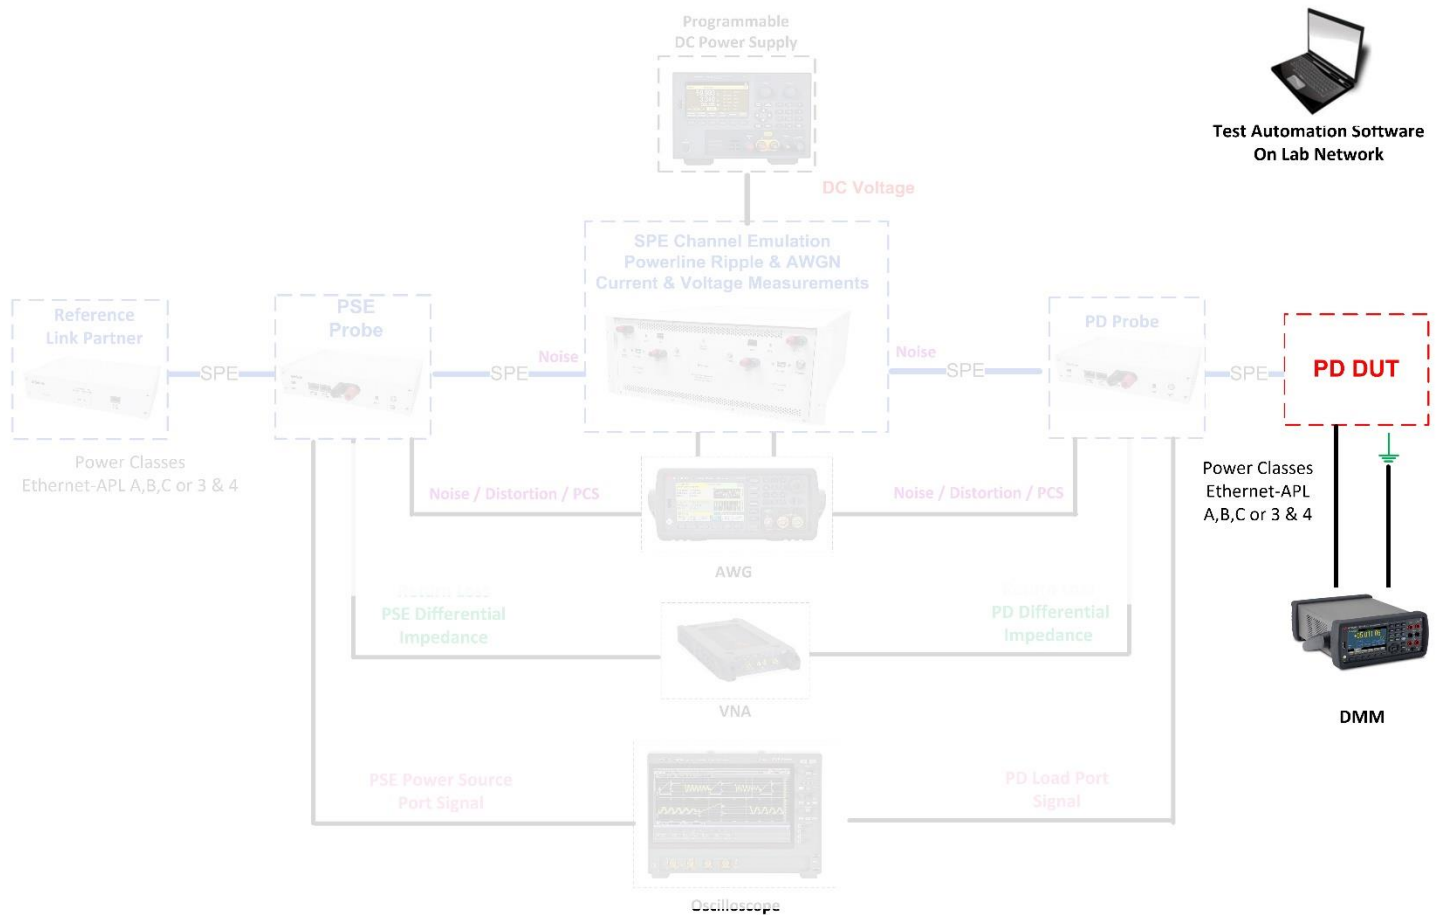 Programmable
DC Power Supply
Test Automation Software
On Lab Network
DC Voltage
SPE Channel Emulation
Powerline Ripple & AWGN
Current & Voltage Measurements
Reference
Link Partner
PSE
Probe
PD Probe
PD DUT
Noise
Noise
SPE
SPE
SPE
SPE
Power Classes
Ethernet-APL A,B,C or 3 & 4
Power Classes
Ethernet-APL
A,B,C or 3 & 4
Noise / Distortion / PCS
Noise / Distortion / PCS
AWG
Return Loss
PSE Differential
Impedance
PD Differential
Impedance
VNA
DMM
PSE Power Source
Port Signal
PD Load Port
Signal
Oscilloscope